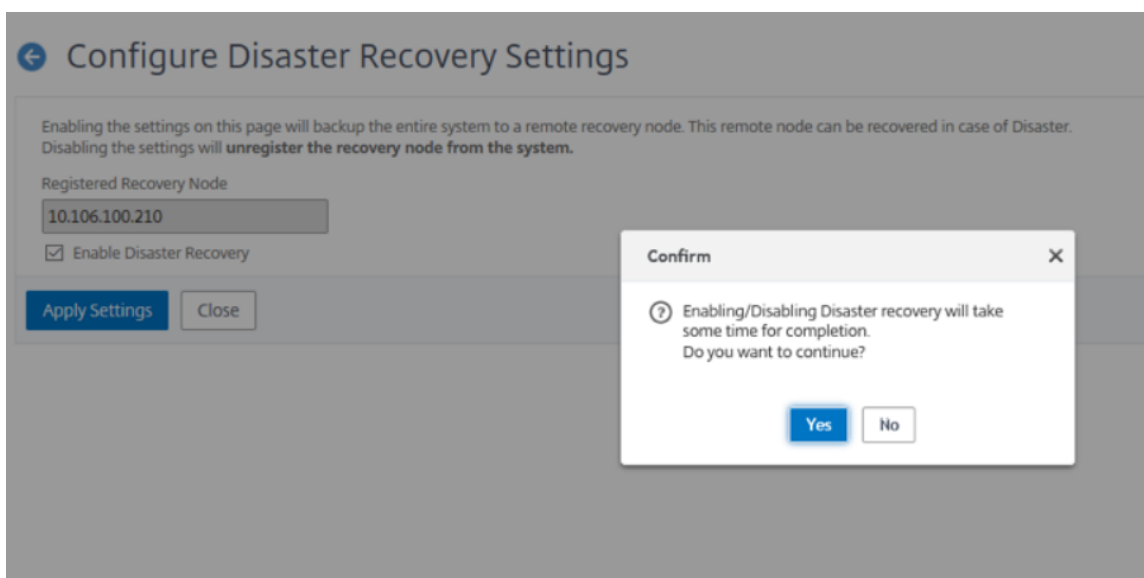 Configure Disaster Recovery Settings
Enabling the settings on this page will backup the entire system to a remote recovery node. This remote node can be recovered in case of Disaster.
Disabling the settings will unregister the recovery node from the system.
Registered Recovery Node
10.106.100.210
Enable Disaster Recovery
Apply Settings
Close
Confirm
Enabling/Disabling Disaster recovery will take
some time for completion.
Do you want to continue?
Yes
No